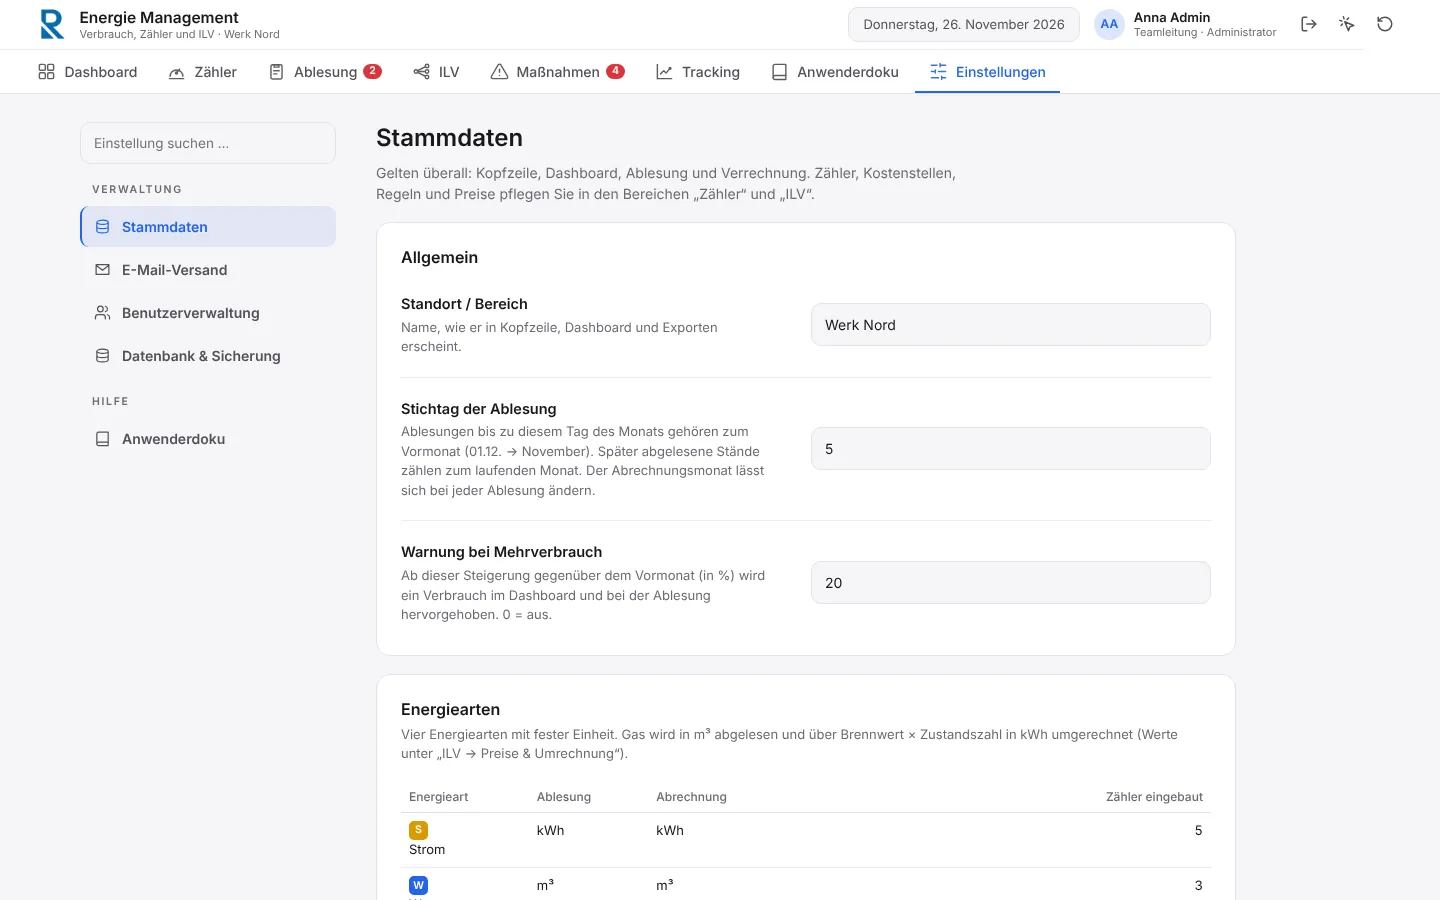 Energie Management
Verbrauch, Zähler und ILV · Werk Nord
Donnerstag, 26. November 2026
AA
Anna Admin
Teamleitung · Administrator
Dashboard
Zähler
Ablesung 2
ILV
Maßnahmen 4
Tracking
Anwenderdoku
Einstellungen
Einstellung suchen ...
VERWALTUNG
Stammdaten
E-Mail-Versand
Benutzerverwaltung
Datenbank & Sicherung
HILFE
Anwenderdoku
Stammdaten
Gelten überall: Kopfzeile, Dashboard, Ablesung und Verrechnung. Zähler, Kostenstellen,
Regeln und Preise pflegen Sie in den Bereichen „Zähler“ und „ILV“.
Allgemein
Standort / Bereich
Name, wie er in Kopfzeile, Dashboard und Exporten
erscheint.
Werk Nord
Stichtag der Ablesung
Ablesungen bis zu diesem Tag des Monats gehören zum
Vormonat (01.12. → November). Später abgelesene Stände
zählen zum laufenden Monat. Der Abrechnungsmonat lässt
sich bei jeder Ablesung ändern.
5
Warnung bei Mehrverbrauch
Ab dieser Steigerung gegenüber dem Vormonat (in %) wird
ein Verbrauch im Dashboard und bei der Ablesung
hervorgehoben. 0 = aus.
20
Energiearten
Vier Energiearten mit fester Einheit. Gas wird in m³ abgelesen und über Brennwert × Zustandszahl in kWh umgerechnet (Werte
unter „ILV → Preise & Umrechnung“).
Energieart Ablesung Abrechnung Zähler eingebaut
S kWh kWh 5
Strom
W m³ m³ 3